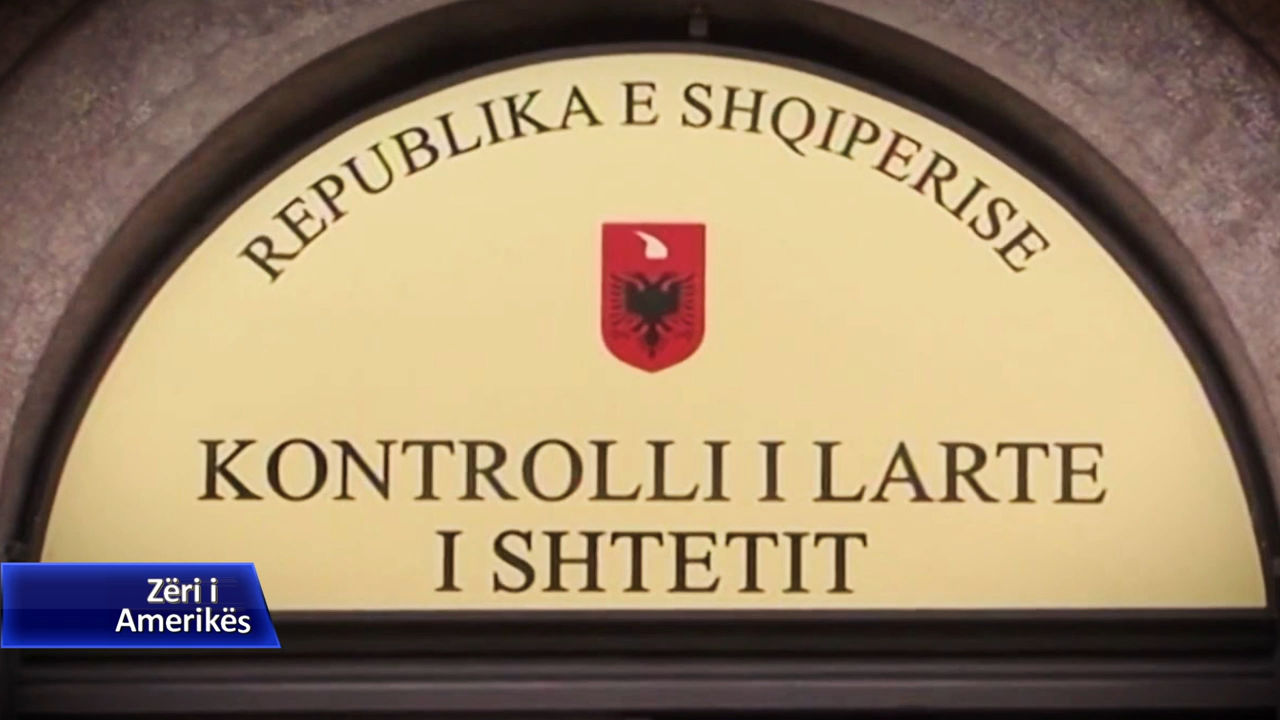 REPUBLIKA E SHQIPERISE
KONTROLLI I LARTE
I SHTETIT
Zëri i
Amerikës